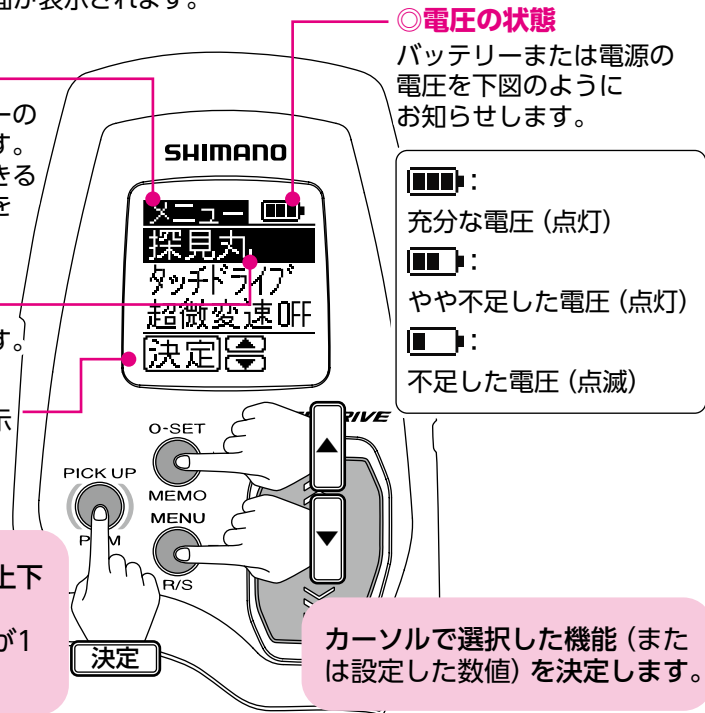 面が表示されます。
◎電圧の状態
バッテリーまたは電源の
電圧を下図のように
お知らせします。
ーの
す。
きる
を
す。
示
SHIMANO
メニュー
探見丸
タッチドライブ
超微変速OFF
決定
:
充分な電圧（点灯）
:
やや不足した電圧（点灯）
:
不足した電圧（点滅）
O-SET
MEMO
PICK UP
MENU
R/S
▲
▼
決定
上下
が1
カーソルで選択した機能（また
は設定した数値）を決定します。